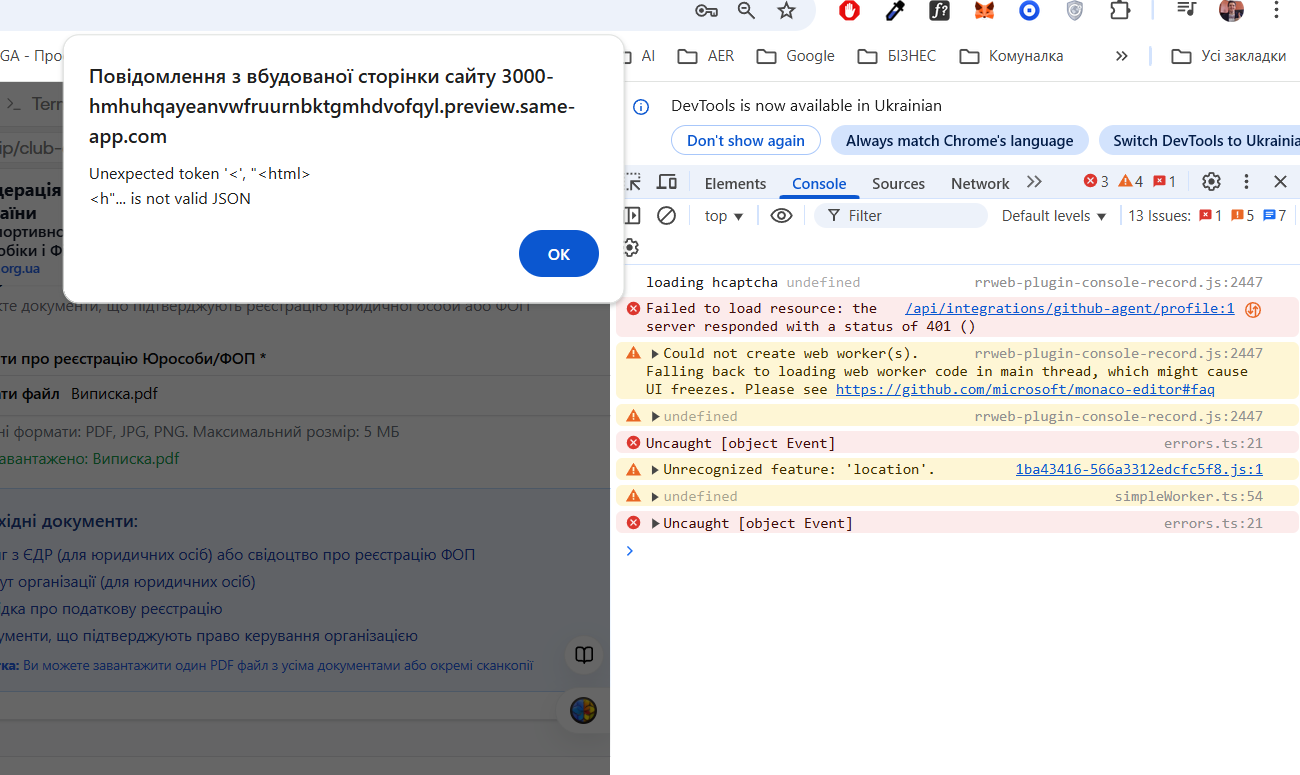 AI
AER
Google
БІЗНЕС
Комуналка
»
Усі закладки
GA - Про
Повідомлення з вбудованої сторінки сайту 3000-
hmhuhqayeanvwfruurnbktgmhdvofqyl.preview.same-
app.com
Unexpected token '<', "<html>
<h"... is not valid JSON
OK
>_ Terr
ip/club-
дерація
аїни
портивно
обіки і Ф
.org.ua
кте документи, що підтверджують реєстрацію юридичної особи або ФОП
ти про реєстрацію Юрособи/ФОП *
ати файл Виписка.pdf
ні формати: PDF, JPG, PNG. Максимальний розмір: 5 МБ
авантажено: Виписка.pdf
хідні документи:
г з ЄДР (для юридичних осіб) або свідоцтво про реєстрацію ФОП
ут організації (для юридичних осіб)
ідка про податкову реєстрацію
ументи, що підтверджують право керування організацією
тка: Ви можете завантажити один PDF файл з усіма документами або окремі сканкопії
DevTools is now available in Ukrainian
Don't show again
Always match Chrome's language
Switch DevTools to Ukrainia
Elements
Console
Sources
Network
3
4
1
top
Filter
Default levels
13 Issues:
1
5
7
loading hcaptcha undefined rrweb-plugin-console-record.js:2447
Failed to load resource: the /api/integrations/github-agent/profile:1
server responded with a status of 401 ()
Could not create web worker(s). rrweb-plugin-console-record.js:2447
Falling back to loading web worker code in main thread, which might cause
UI freezes. Please see https://github.com/microsoft/monaco-editor#faq
undefined rrweb-plugin-console-record.js:2447
Uncaught [object Event] errors.ts:21
Unrecognized feature: 'location'. 1ba43416-566a3312edcfc5f8.js:1
undefined simpleWorker.ts:54
Uncaught [object Event] errors.ts:21